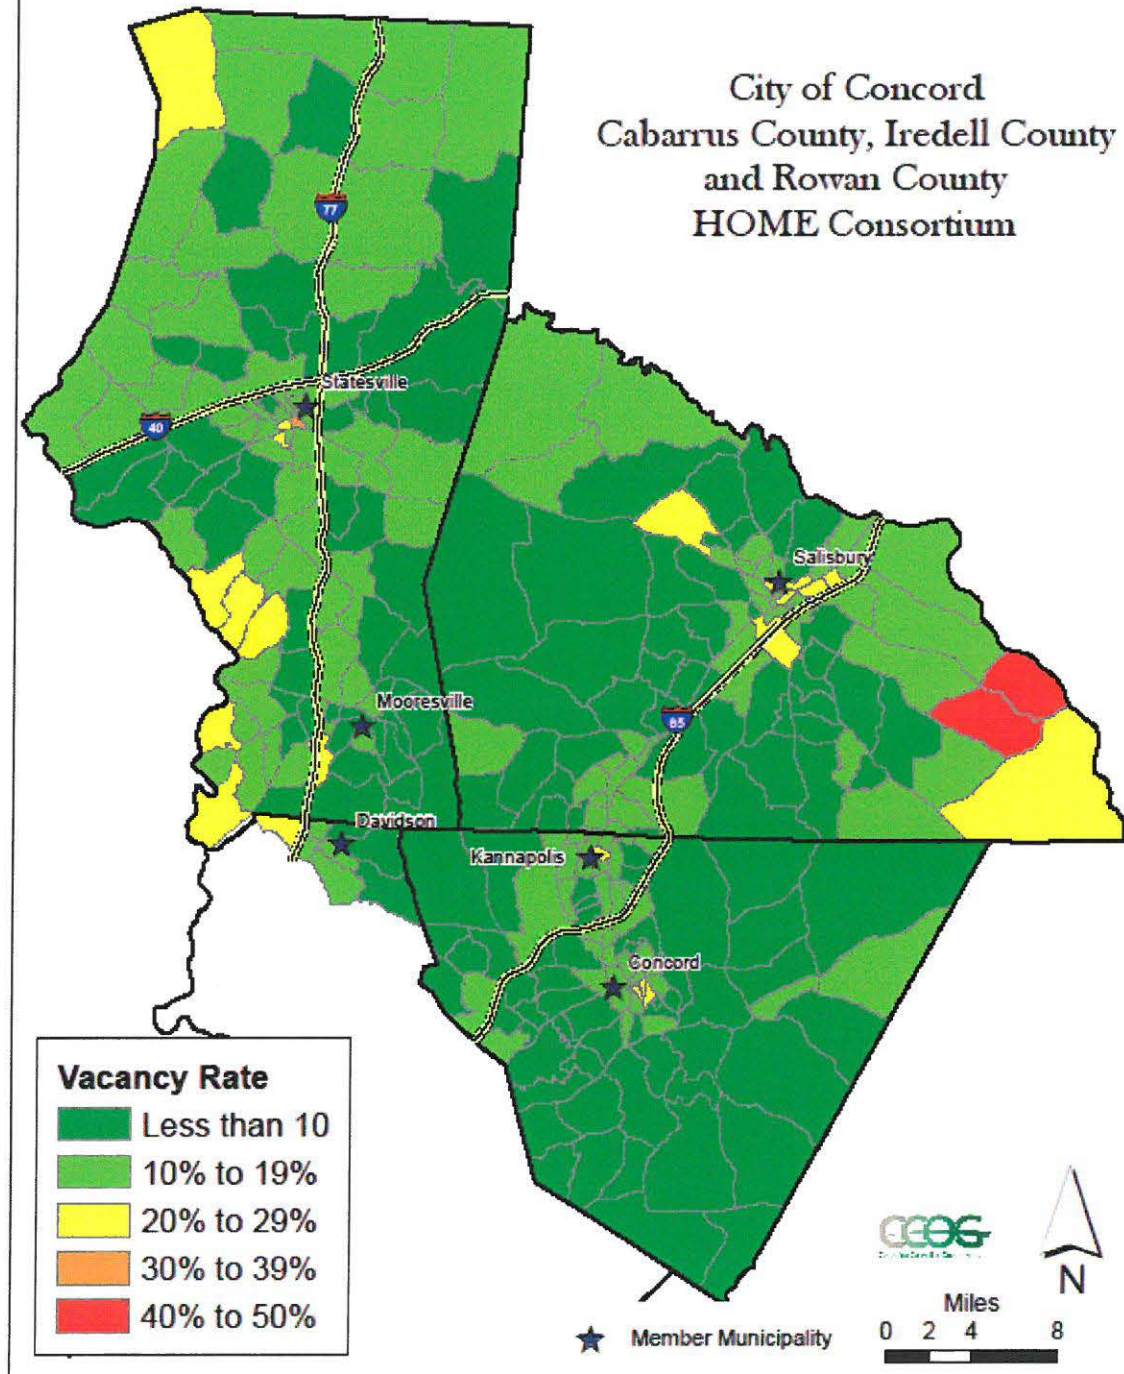 City of Concord
Cabarrus County, Iredell County
and Rowan County
HOME Consortium
77
Statesville
40
Salisbury
Mooresville
85
Davidson
Kannapolis
Concord
Vacancy Rate
Less than 10
10% to 19%
20% to 29%
30% to 39%
40% to 50%
CCOG
N
Miles
0 2 4 8
Member Municipality